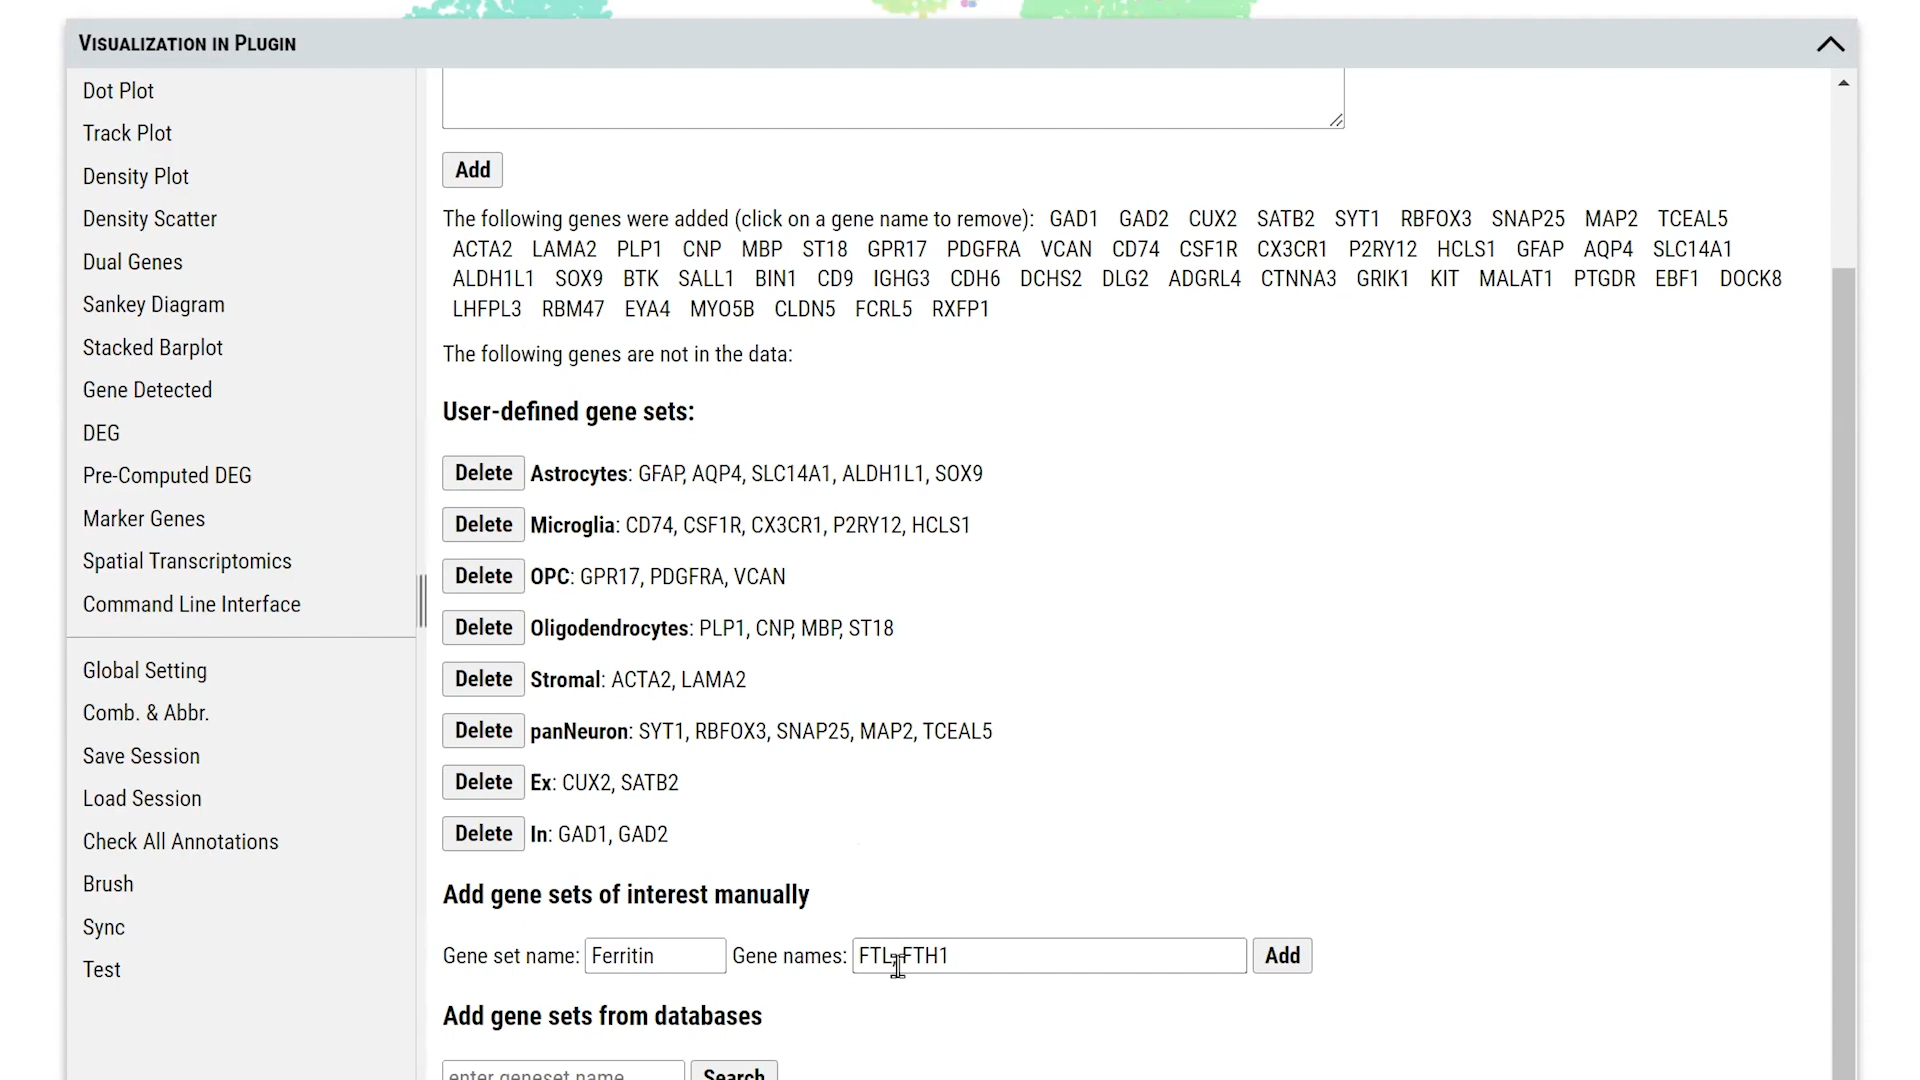 VISUALIZATION IN PLUGIN
Dot Plot
Track Plot
Density Plot
Density Scatter
Dual Genes
Sankey Diagram
Stacked Barplot
Gene Detected
DEG
Pre-Computed DEG
Marker Genes
Spatial Transcriptomics
Command Line Interface
Global Setting
Comb. & Abbr.
Save Session
Load Session
Check All Annotations
Brush
Sync
Test
Add
The following genes were added (click on a gene name to remove): GAD1 GAD2 CUX2 SATB2 SYT1 RBFOX3 SNAP25 MAP2 TCEAL5
ACTA2 LAMA2 PLP1 CNP MBP ST18 GPR17 PDGFRA VCAN CD74 CSF1R CX3CR1 P2RY12 HCLS1 GFAP AQP4 SLC14A1
ALDH1L1 SOX9 BTK SALL1 BIN1 CD9 IGHG3 CDH6 DCHS2 DLG2 ADGRL4 CTNNA3 GRIK1 KIT MALAT1 PTGDR EBF1 DOCK8
LHFPL3 RBM47 EYA4 MYO5B CLDN5 FCRL5 RXFP1
The following genes are not in the data:
User-defined gene sets:
Delete Astrocytes: GFAP, AQP4, SLC14A1, ALDH1L1, SOX9
Delete Microglia: CD74, CSF1R, CX3CR1, P2RY12, HCLS1
Delete OPC: GPR17, PDGFRA, VCAN
Delete Oligodendrocytes: PLP1, CNP, MBP, ST18
Delete Stromal: ACTA2, LAMA2
Delete panNeuron: SYT1, RBFOX3, SNAP25, MAP2, TCEAL5
Delete Ex: CUX2, SATB2
Delete In: GAD1, GAD2
Add gene sets of interest manually
Gene set name: Ferritin Gene names: FTL, FTH1 Add
Add gene sets from databases
enter geneset name Search